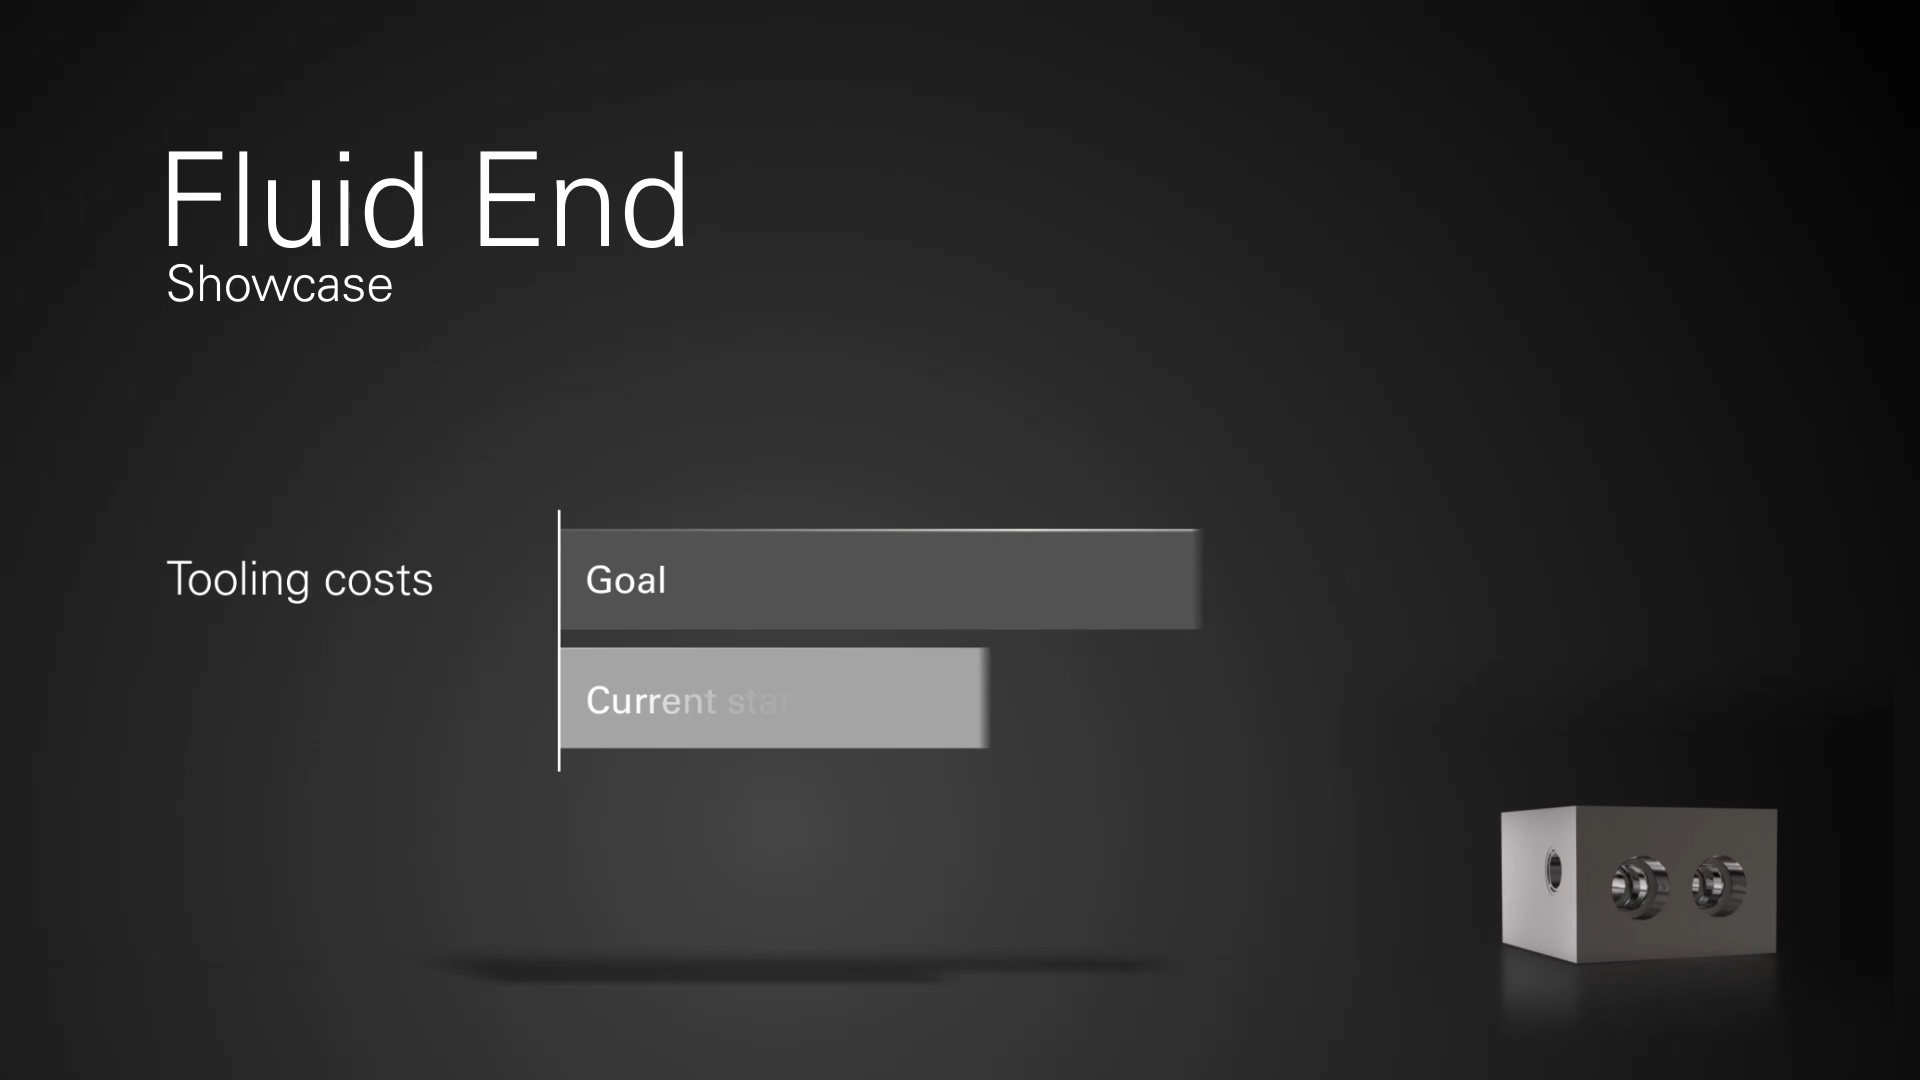 Fluid End
Showcase
Tooling costs
Goal
Current